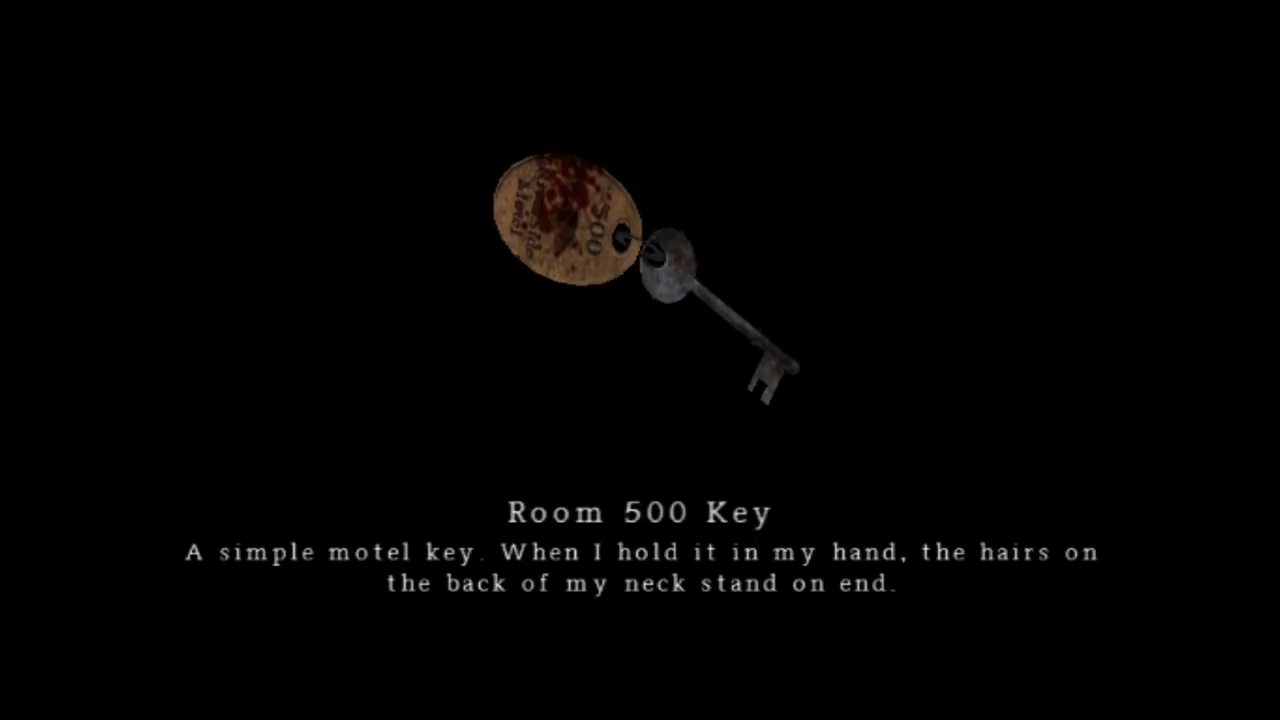 500
Room 500 Key
A simple motel key. When I hold it in my hand, the hairs on
the back of my neck stand on end.